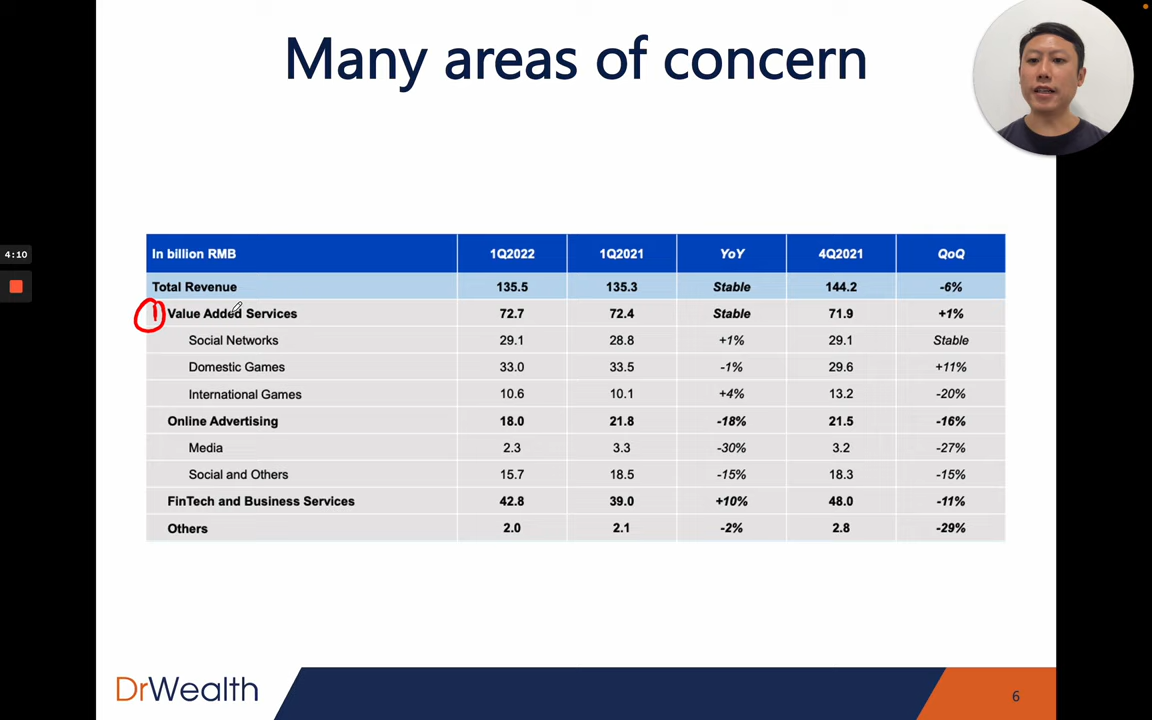 Many areas of concern
4:10
In billion RMB 1Q2022 1Q2021 YoY 4Q2021 QoQ
Total Revenue 135.5 135.3 Stable 144.2 -6%
1 Value Added Services 72.7 72.4 Stable 71.9 +1%
Social Networks 29.1 28.8 +1% 29.1 Stable
Domestic Games 33.0 33.5 -1% 29.6 +11%
International Games 10.6 10.1 +4% 13.2 -20%
Online Advertising 18.0 21.8 -18% 21.5 -16%
Media 2.3 3.3 -30% 3.2 -27%
Social and Others 15.7 18.5 -15% 18.3 -15%
FinTech and Business Services 42.8 39.0 +10% 48.0 -11%
Others 2.0 2.1 -2% 2.8 -29%
DrWealth
6